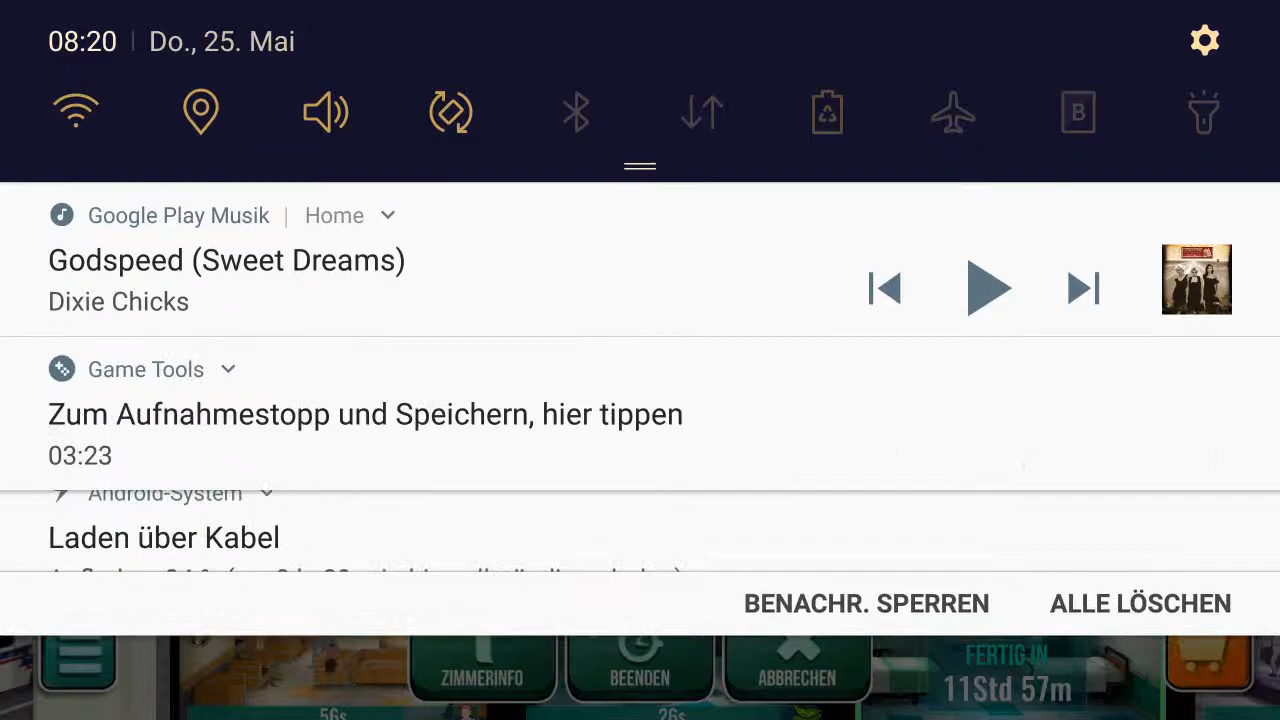 08:20 | Do., 25. Mai
B
Google Play Musik | Home
Godspeed (Sweet Dreams)
Dixie Chicks
Game Tools
Zum Aufnahmestopp und Speichern, hier tippen
03:23
Android-System
Laden über Kabel
BENACHR. SPERREN ALLE LÖSCHEN
ZIMMERINFO BEENDEN ABBRECHEN
FERTIG IN
11Std 57m
56s 26s